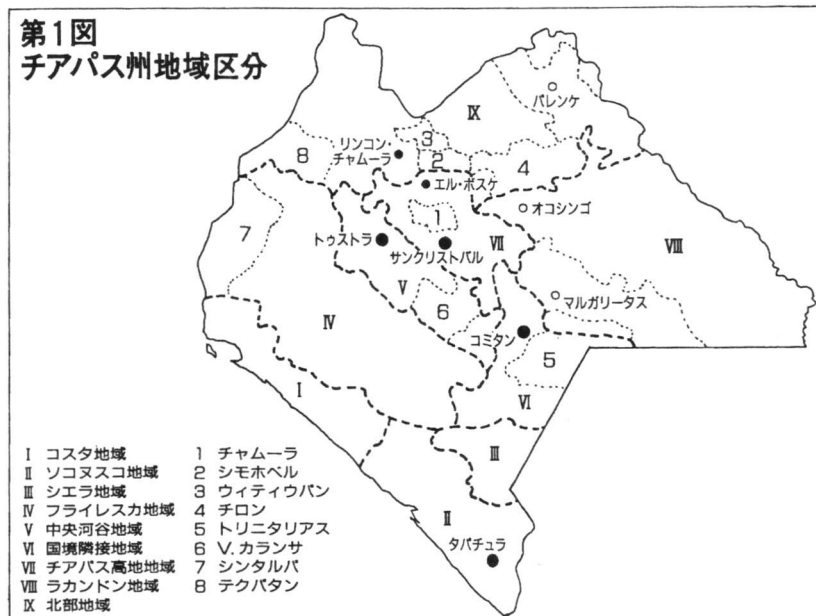 第1図
チアパス州地域区分
Ⅸ
パレンケ
3
リンコン・
チャムーラ
8
2
4
エル・ボスケ
オコシンゴ
7
1
トゥストラ
サンクリストバル
Ⅶ
Ⅷ
Ⅴ
6
マルガリータス
Ⅳ
コミタン
5
Ⅰ
Ⅵ
Ⅲ
Ⅱ
タパチュラ
Ⅰ コスタ地域
Ⅱ ソコヌスコ地域
Ⅲ シエラ地域
Ⅳ フライレスカ地域
Ⅴ 中央河谷地域
Ⅵ 国境隣接地域
Ⅶ チアパス高地地域
Ⅷ ラカンドン地域
Ⅸ 北部地域
1 チャムーラ
2 シモホベル
3 ウィティウパン
4 チロン
5 トリニタリアス
6 V.カランサ
7 シンタルパ
8 テクパタン